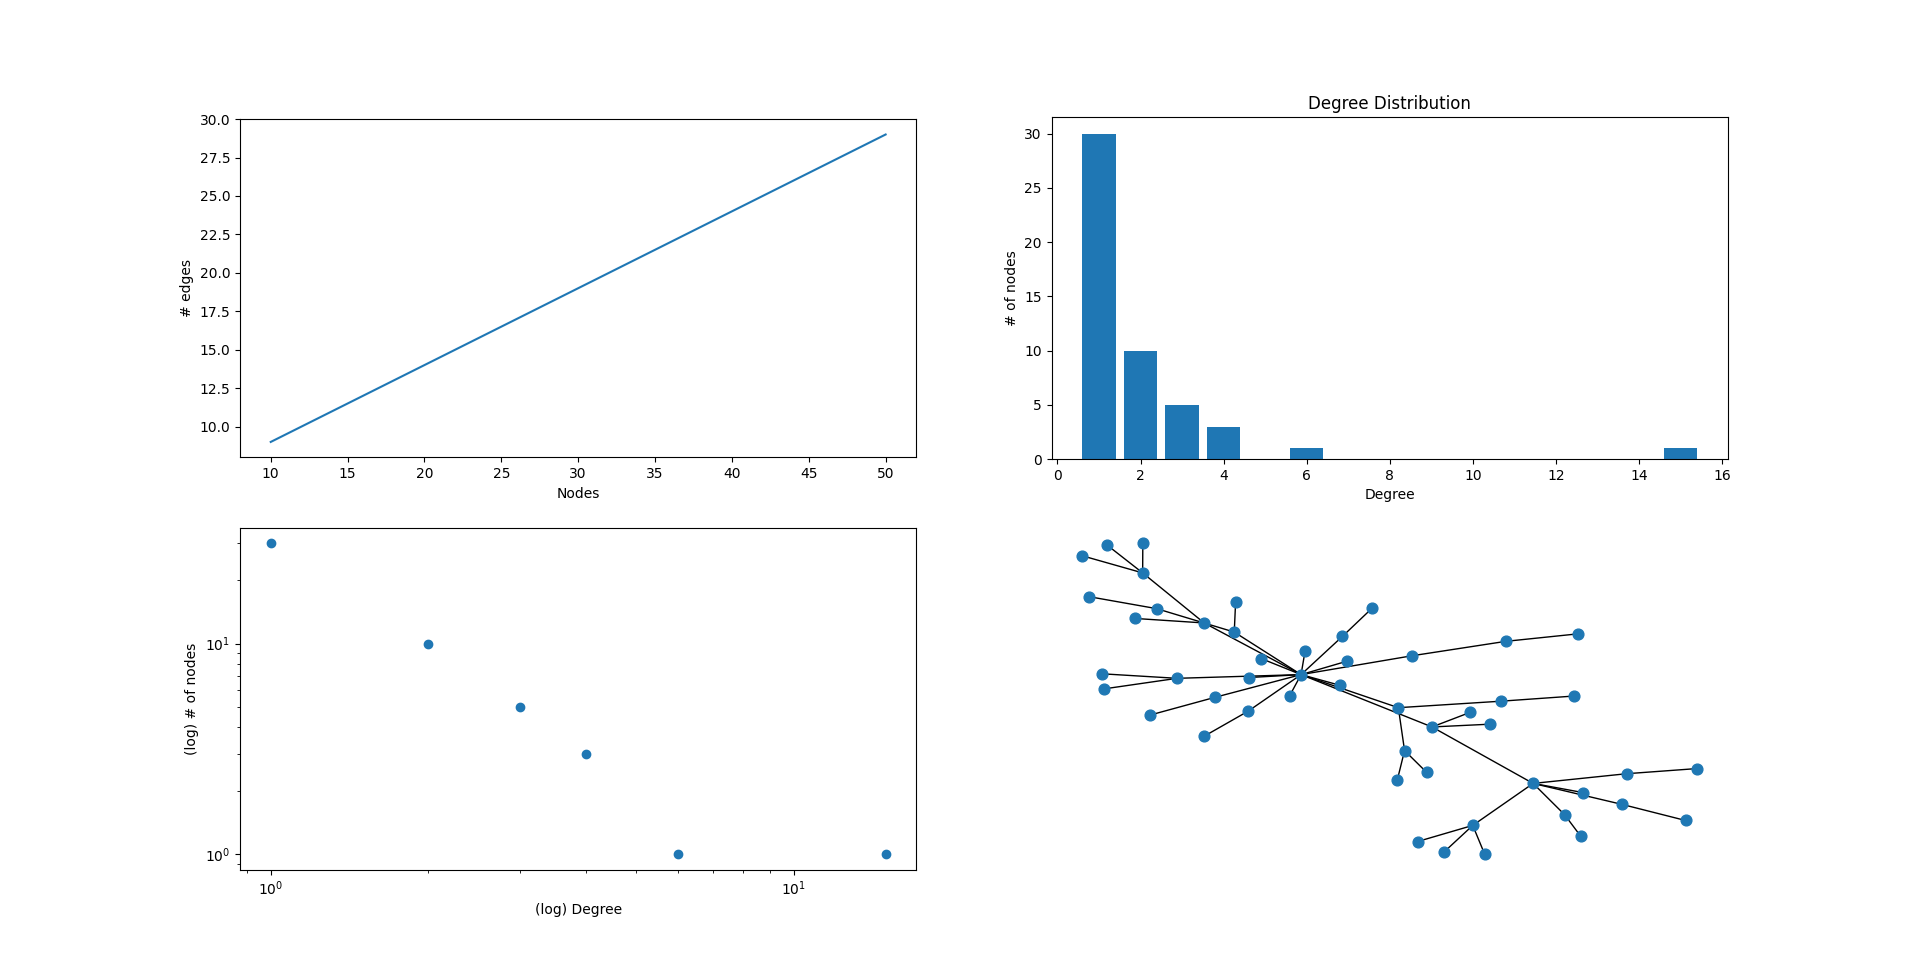 30.0
27.5
25.0
22.5
20.0
17.5
15.0
12.5
10.0
# edges
10 15 20 25 30 35 40 45 50
Nodes
Degree Distribution
30
25
20
15
10
5
0
# of nodes
0 2 4 6 8 10 12 14 16
Degree
10¹
10⁰
(log) # of nodes
10⁰ 10¹
(log) Degree